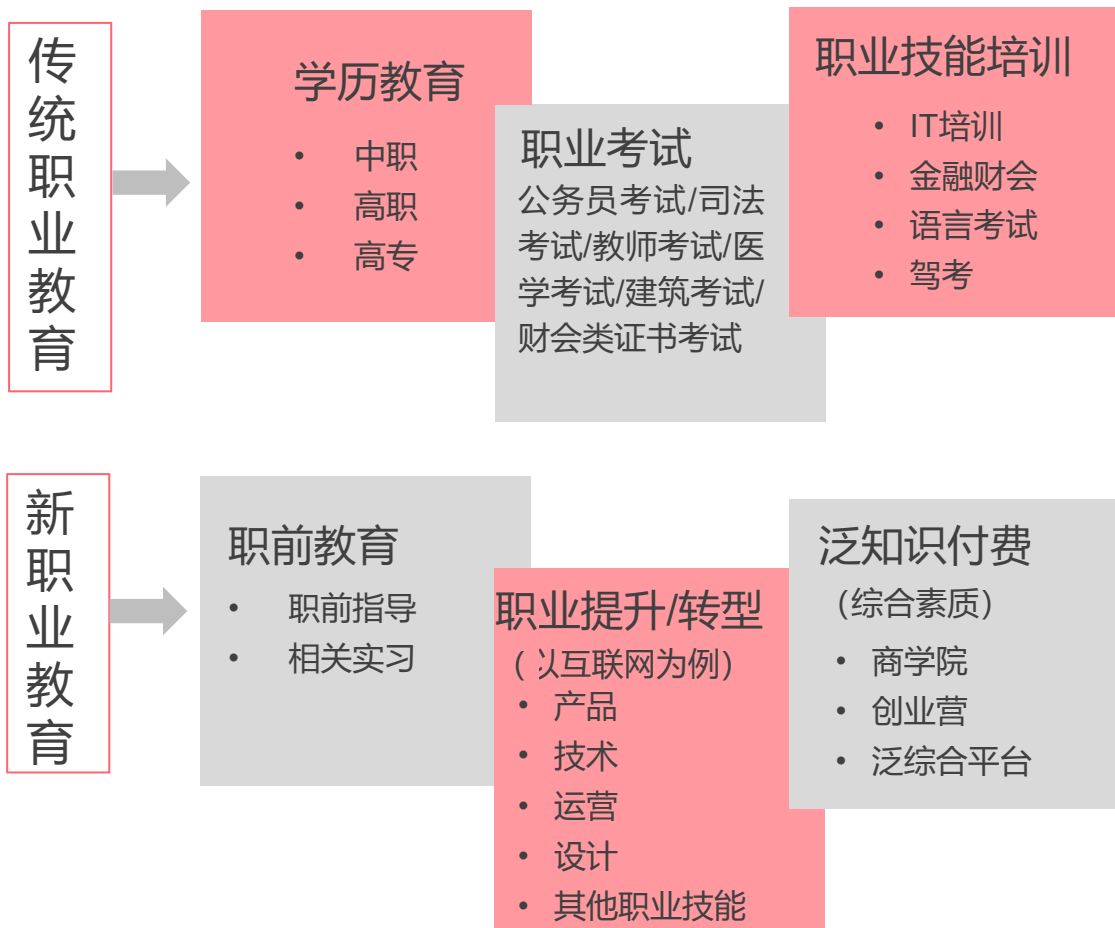 传统职业教育
学历教育
• 中职
• 高职
• 高专
职业考试
公务员考试/司法
考试/教师考试/医
学考试/建筑考试/
财会类证书考试
职业技能培训
• IT培训
• 金融财会
• 语言考试
• 驾考
新职业教育
职前教育
• 职前指导
• 相关实习
职业提升/转型
（以互联网为例）
• 产品
• 技术
• 运营
• 设计
• 其他职业技能
泛知识付费
（综合素质）
• 商学院
• 创业营
• 泛综合平台